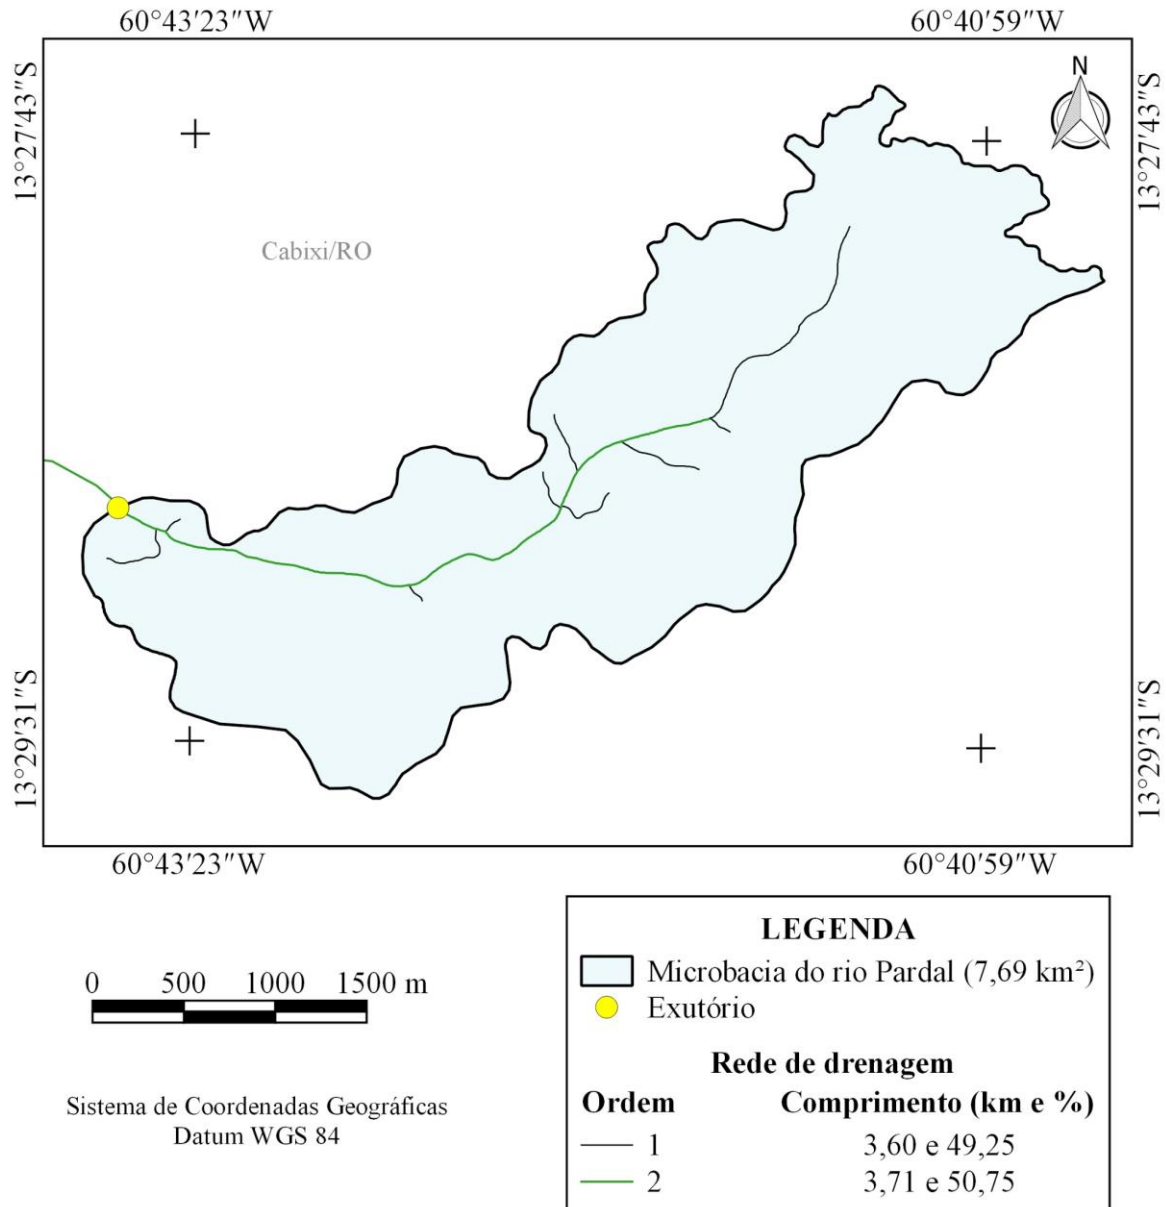 60°43'23"W 60°40'59"W
13°27'43"S
N
13°27'43"S
Cabixi/RO
13°29'31"S
13°29'31"S
60°43'23"W 60°40'59"W
LEGENDA
Microbacia do rio Pardal (7,69 km²)
Exutório
Rede de drenagem
Ordem Comprimento (km e %)
1 3,60 e 49,25
2 3,71 e 50,75
0 500 1000 1500 m
Sistema de Coordenadas Geográficas
Datum WGS 84